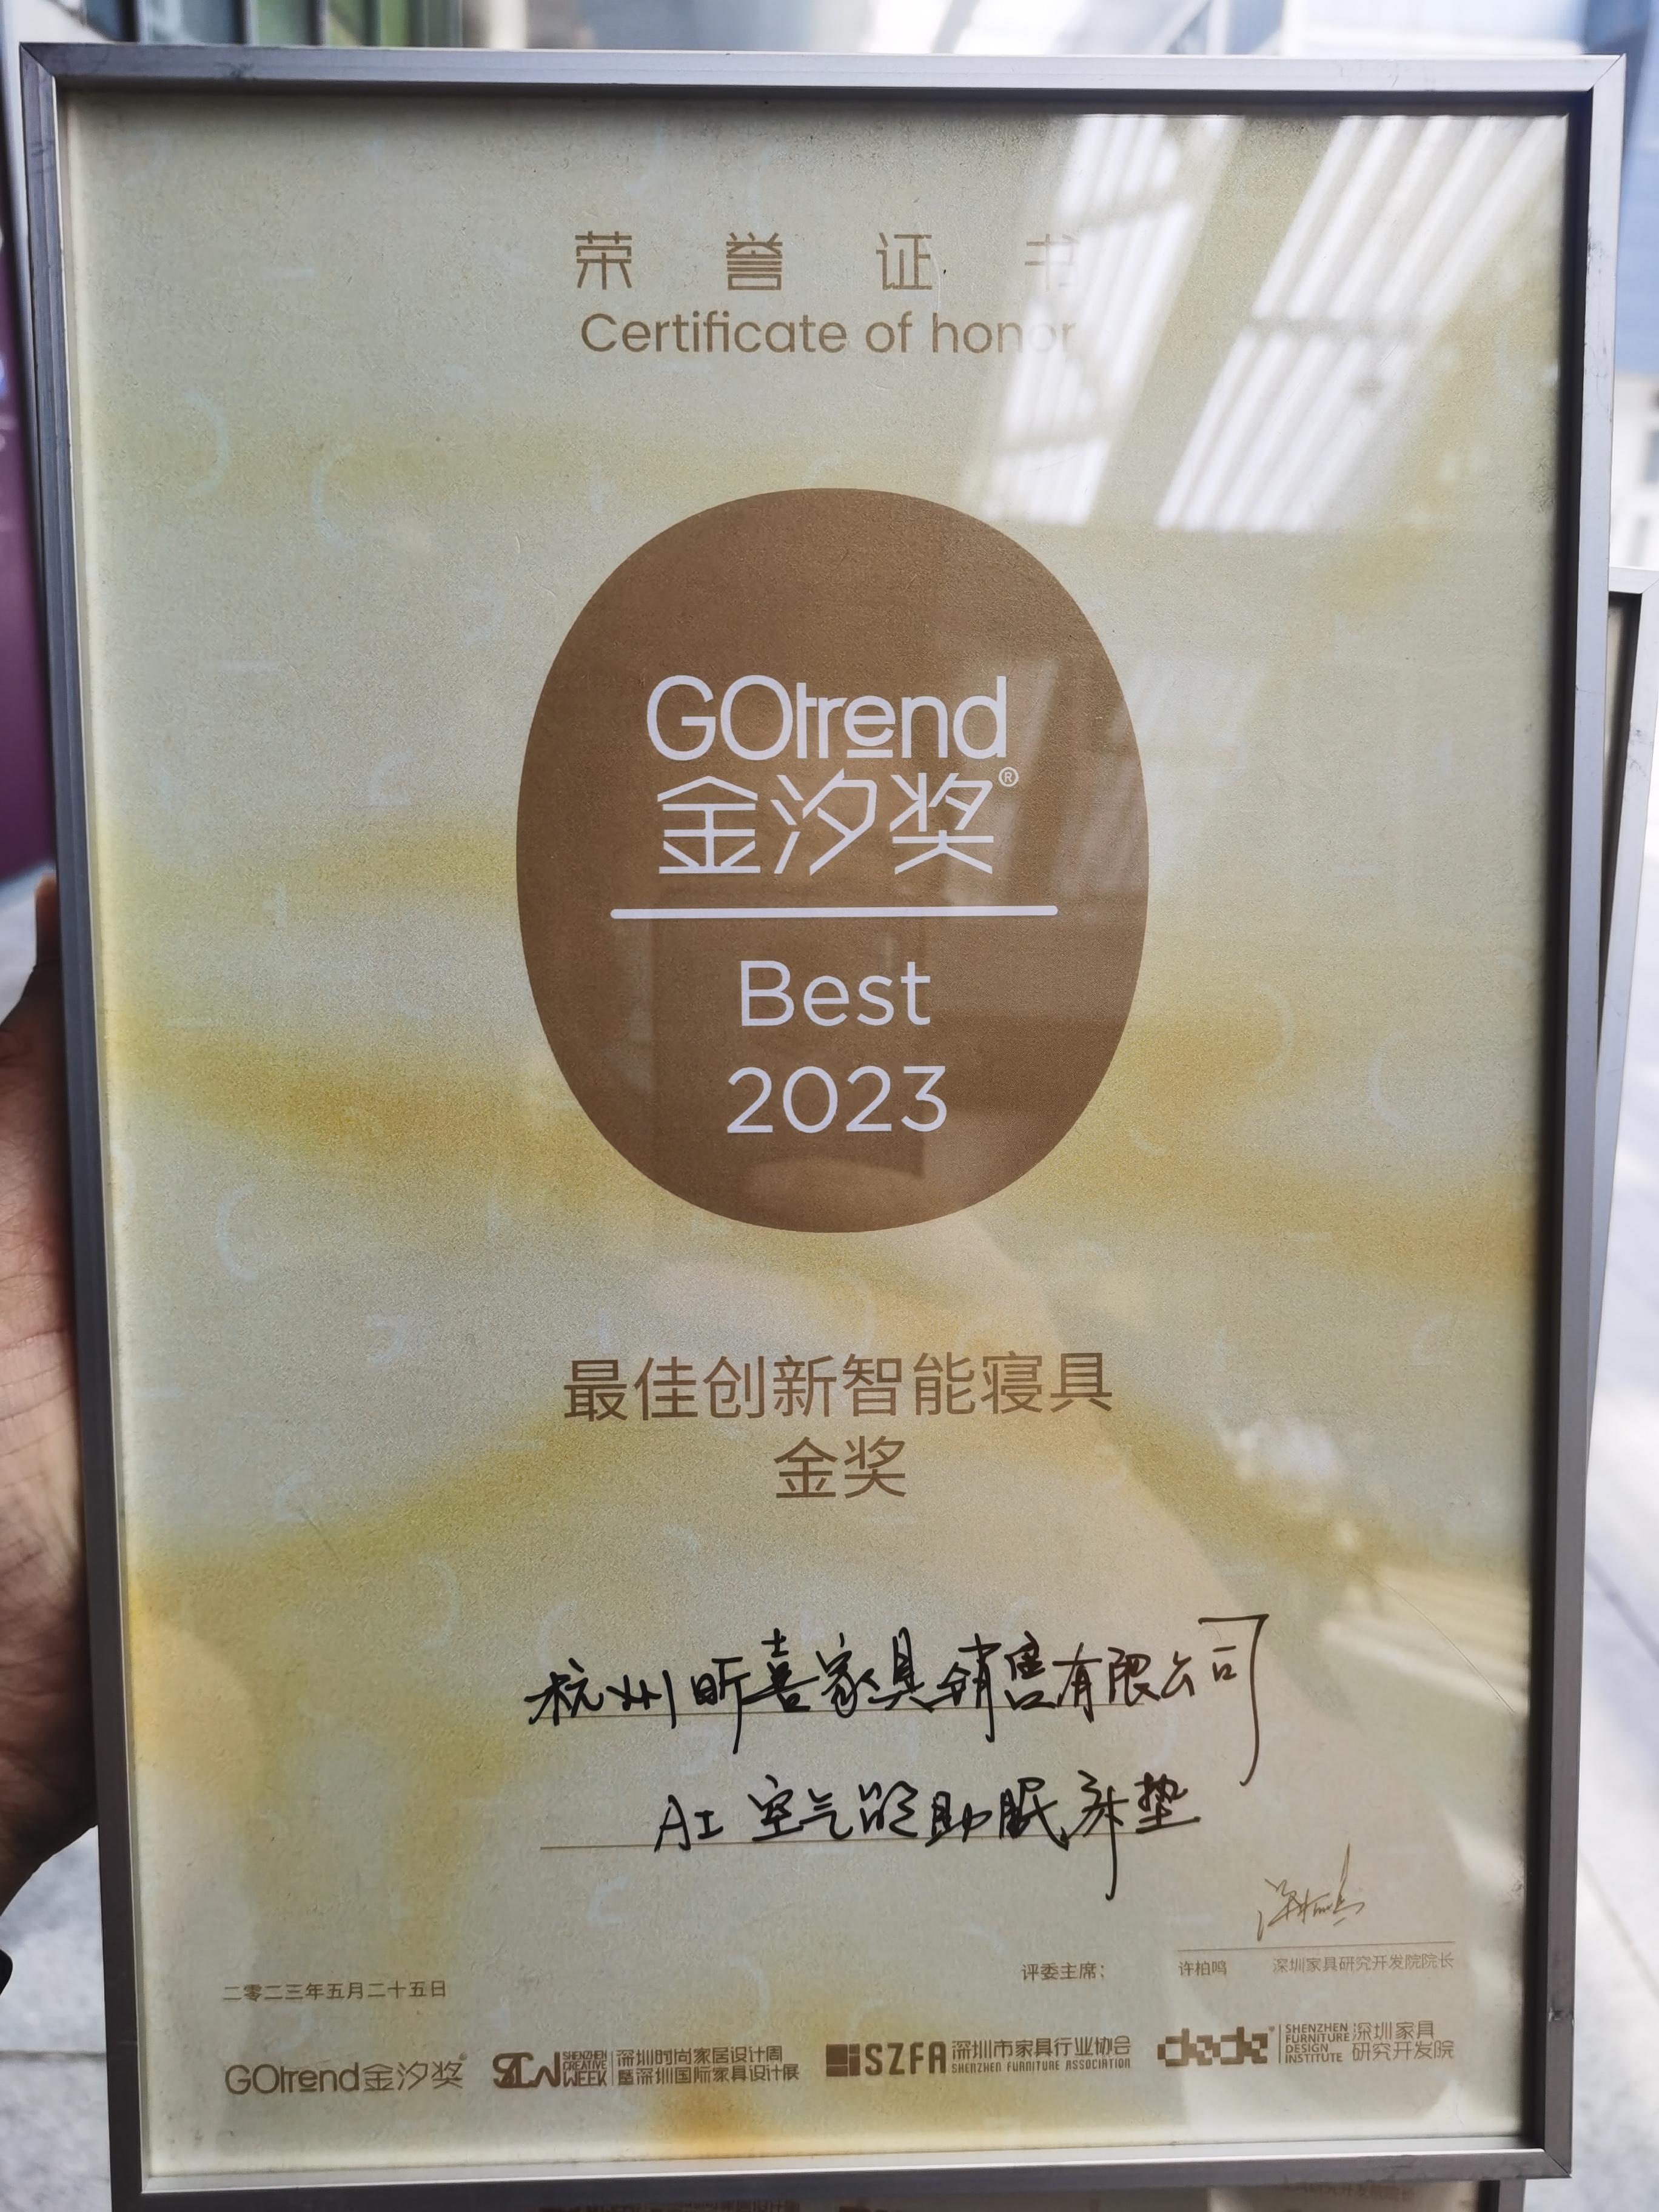 荣誉证书
Certificate of honor
GOtrend
金汐奖®
Best
2023
最佳创新智能寝具
金奖
杭州昕喜家具销售有限公司
AI 空气能助眠床垫
二零二三年五月二十五日
评委主席: 许柏鸣 深圳家具研究开发院院长
GOtrend金汐奖 SCW SHENZHEN CREATIVE WEEK 深圳时尚家居设计周 暨深圳国际家具设计展 SZFA 深圳市家具行业协会 SHENZHEN FURNITURE ASSOCIATION dede SHENZHEN FURNITURE DESIGN INSTITUTE 深圳家具 研究开发院